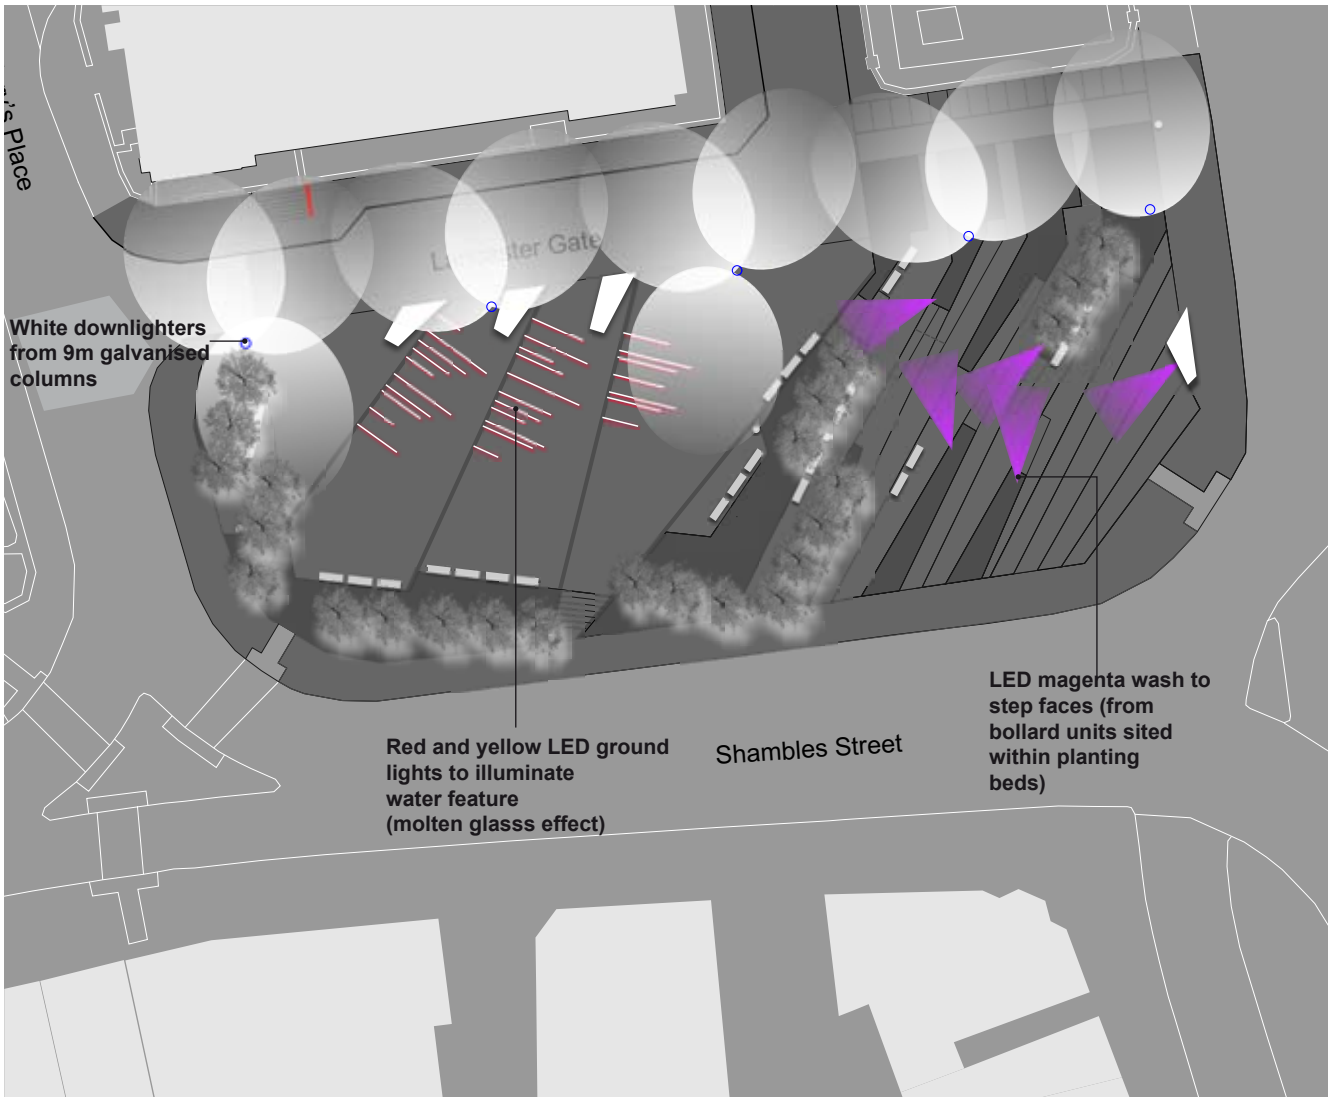 's Place
Lancaster Gate
White downlighters
from 9m galvanised
columns
LED magenta wash to
step faces (from
bollard units sited
within planting
beds)
Shambles Street
Red and yellow LED ground
lights to illuminate
water feature
(molten glasss effect)